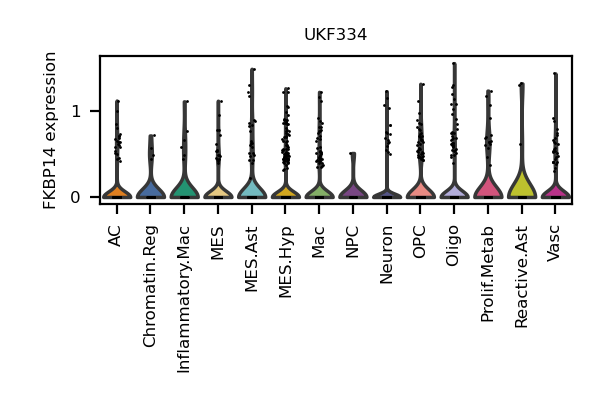 UKF334
FKBP14 expression
1
0
AC
Chromatin.Reg
Inflammatory.Mac
MES
MES.Ast
MES.Hyp
Mac
NPC
Neuron
OPC
Oligo
Prolif.Metab
Reactive.Ast
Vasc